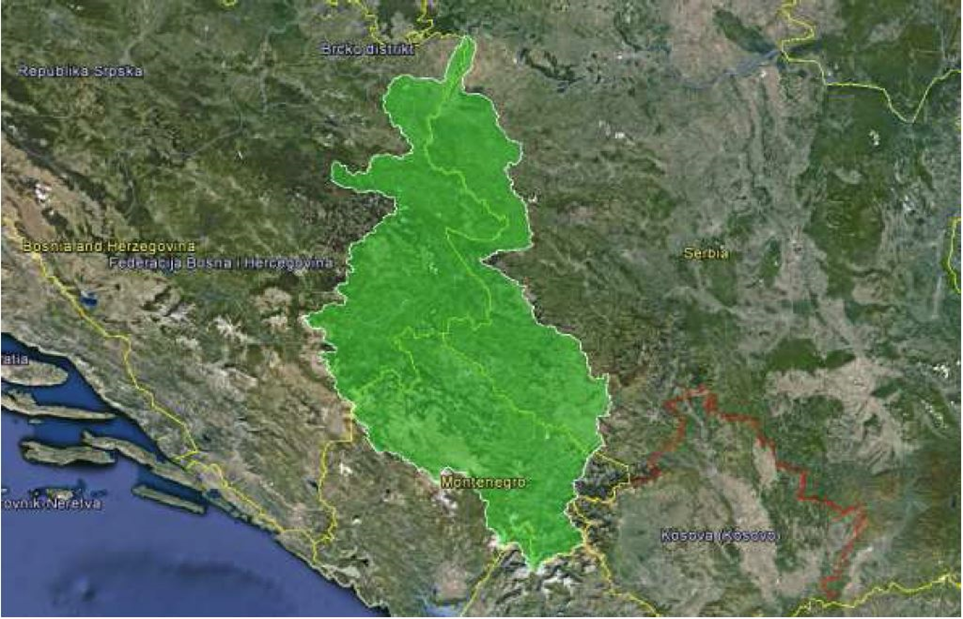 Brcko distrikt
Republika Srpska
Bosnia and Herzegovina
Federacija Bosna i Hercegovina
Serbia
atia
Montenegro
ovnik-Neretva
Kosova (Kosovo)